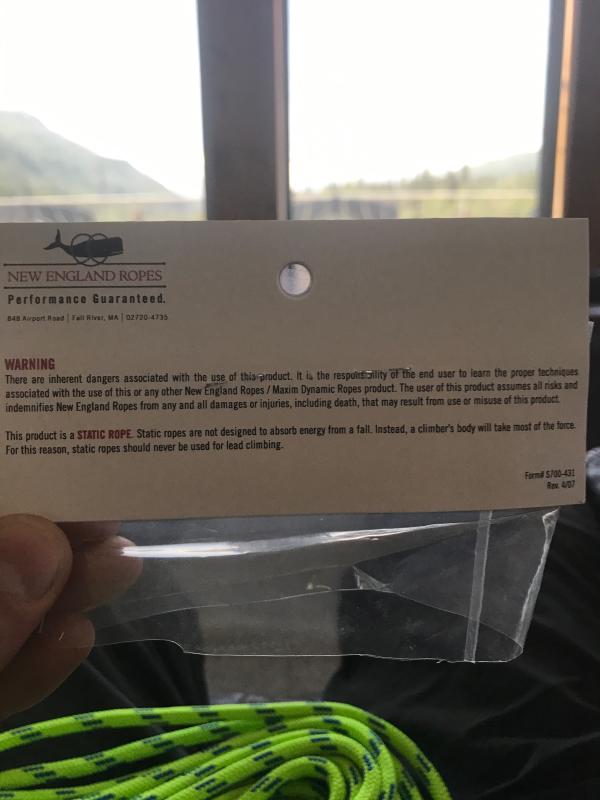 NEW ENGLAND ROPES
Performance Guaranteed.
848 Airport Road | Fall River, MA | 02720-4735
WARNING
There are inherent dangers associated with the use of this product. It is the responsibility of the end user to learn the proper techniques
associated with the use of this or any other New England Ropes / Maxim Dynamic Ropes product. The user of this product assumes all risks and
indemnifies New England Ropes from any and all damages or injuries, including death, that may result from use or misuse of this product.
This product is a STATIC ROPE. Static ropes are not designed to absorb energy from a fall. Instead, a climber's body will take most of the force.
For this reason, static ropes should never be used for lead climbing.
Form# S700-431
Rev. 4/07